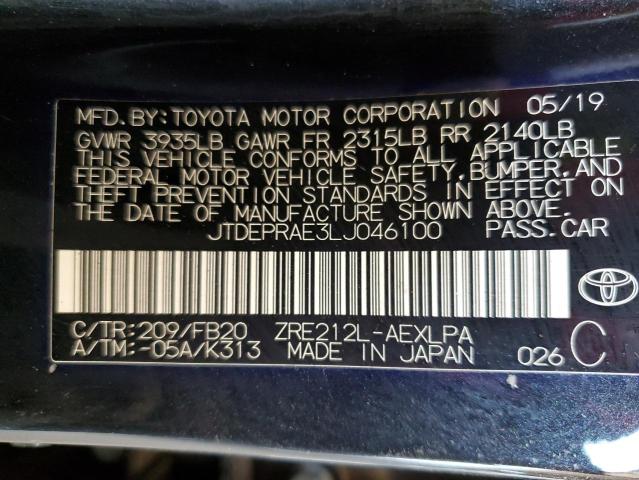 MFD. BY: TOYOTA MOTOR CORPORATION 05/19
GVWR 3935LB GAWR FR 2315LB RR 2140LB
THIS VEHICLE CONFORMS TO ALL APPLICABLE
FEDERAL MOTOR VEHICLE SAFETY, BUMPER, AND
THEFT PREVENTION STANDARDS IN EFFECT ON
THE DATE OF MANUFACTURE SHOWN ABOVE.
JTDEPRAE3LJ046100 PASS. CAR
C/TR: 209/FB20 ZRE212L-AEXLPA
A/TM: -05A/K313 MADE IN JAPAN 026 C